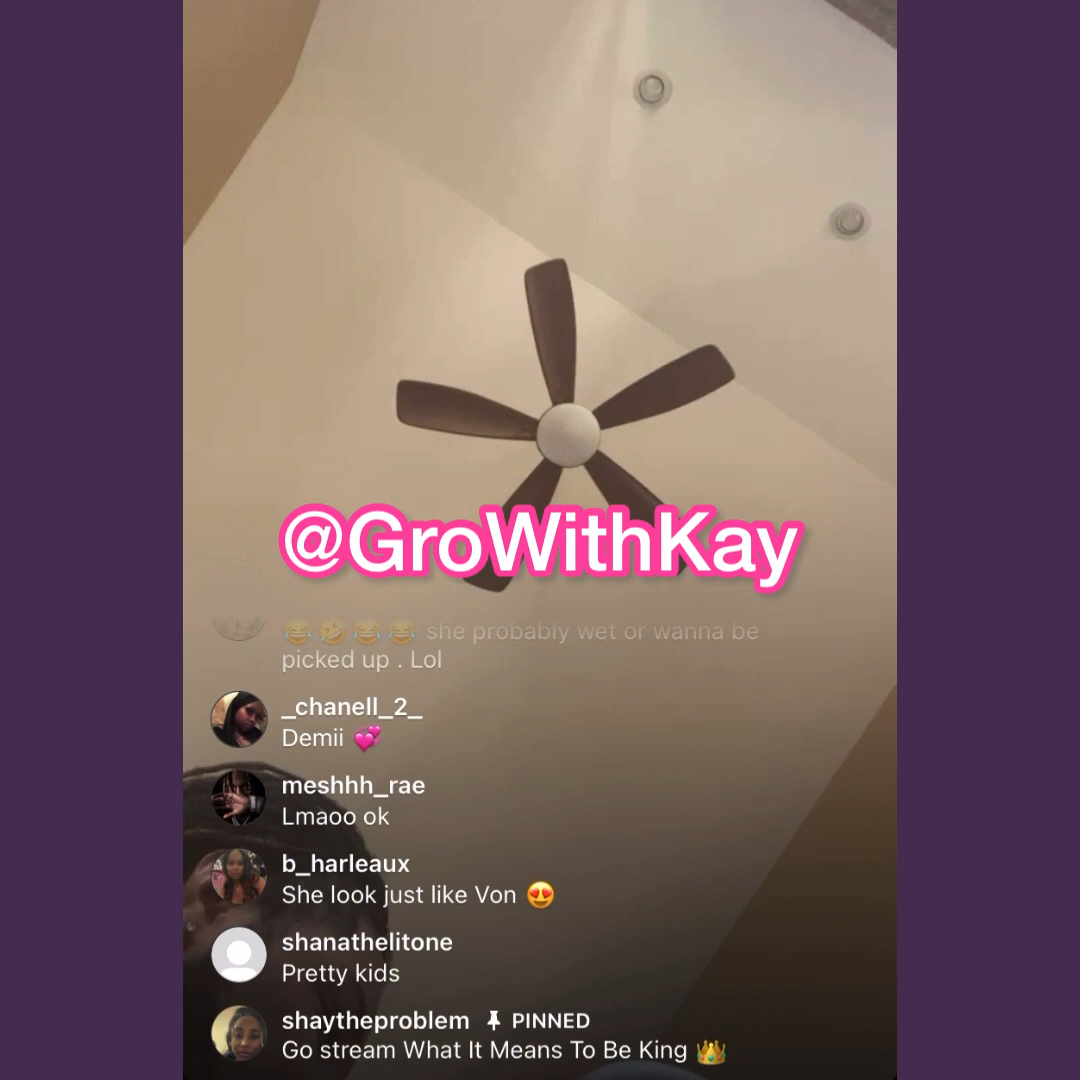 @GroWithKay
😂🤣😂😂 she probably wet or wanna be
picked up . Lol
_chanell_2_
Demii 💞
meshhh_rae
Lmaoo ok
b_harleaux
She look just like Von 😍
shanathelitone
Pretty kids
shaytheproblem PINNED
Go stream What It Means To Be King 👑